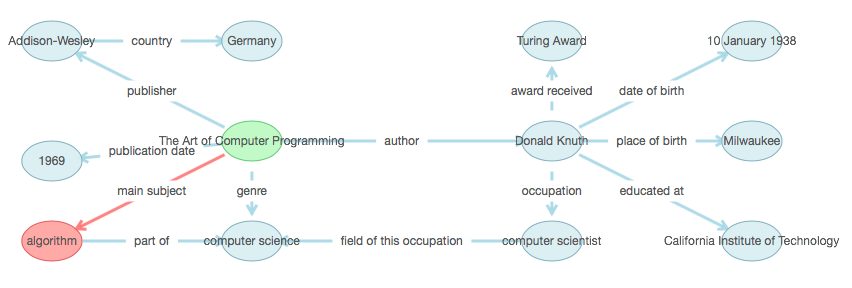 Addison-Wesley
country
Germany
Turing Award
10 January 1938
publisher
award received
date of birth
The Art of Computer Programming
author
Donald Knuth
place of birth
Milwaukee
1969
publication date
main subject
genre
occupation
educated at
algorithm
part of
computer science
field of this occupation
computer scientist
California Institute of Technology